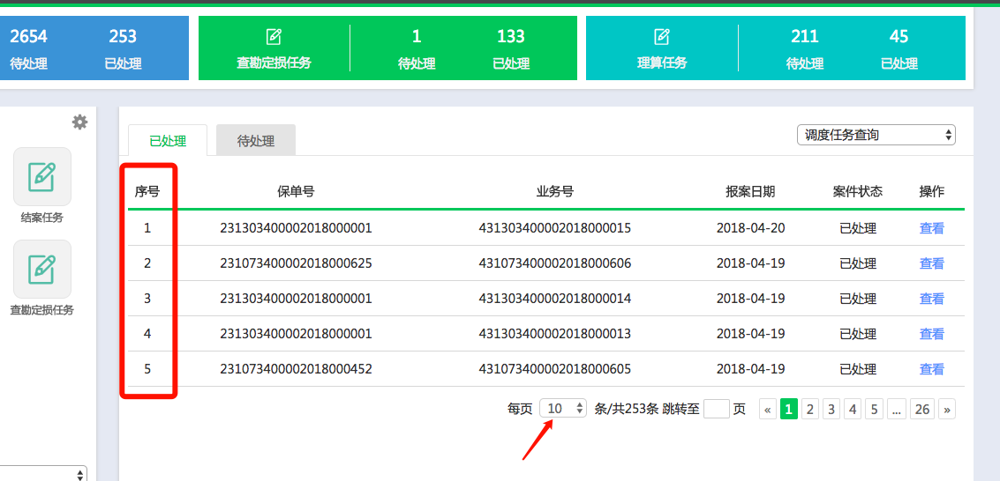 2654 253
待处理 已处理
1 133
查勘定损任务 待处理 已处理
211 45
理算任务 待处理 已处理
结案任务
查勘定损任务
已处理 待处理 调度任务查询
序号 保单号 业务号 报案日期 案件状态 操作
1 231303400002018000001 431303400002018000015 2018-04-20 已处理 查看
2 231073400002018000625 431073400002018000606 2018-04-19 已处理 查看
3 231303400002018000001 431303400002018000014 2018-04-19 已处理 查看
4 231303400002018000001 431303400002018000013 2018-04-19 已处理 查看
5 231073400002018000452 431073400002018000605 2018-04-19 已处理 查看
每页 10 条/共253条 跳转至 页 « 1 2 3 4 5 ... 26 »